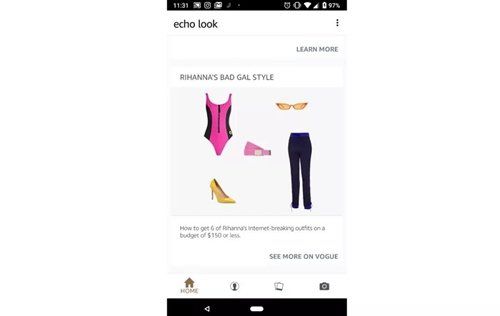 11:31 97%
echo look
LEARN MORE
RIHANNA'S BAD GAL STYLE
How to get 6 of Rihanna's Internet-breaking outfits on a
budget of $150 or less.
SEE MORE ON VOGUE
HOME